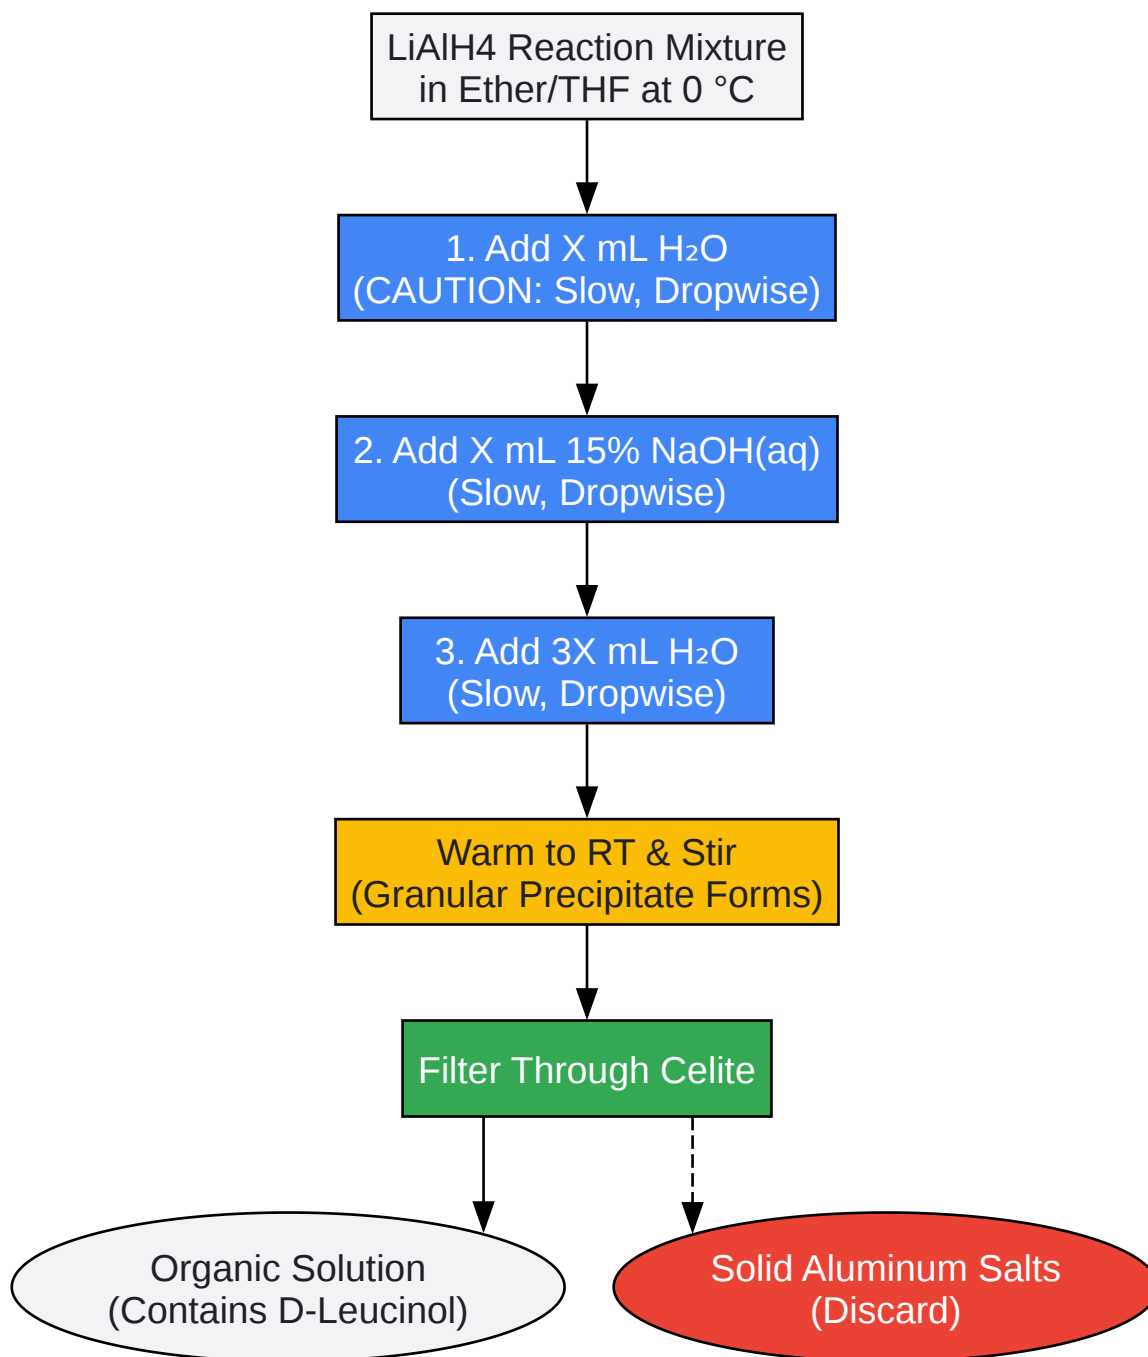 LiAlH4 Reaction Mixture
in Ether/THF at 0 °C
1. Add X mL H₂O
(CAUTION: Slow, Dropwise)
2. Add X mL 15% NaOH(aq)
(Slow, Dropwise)
3. Add 3X mL H₂O
(Slow, Dropwise)
Warm to RT & Stir
(Granular Precipitate Forms)
Filter Through Celite
Organic Solution
(Contains D-Leucinol)
Solid Aluminum Salts
(Discard)